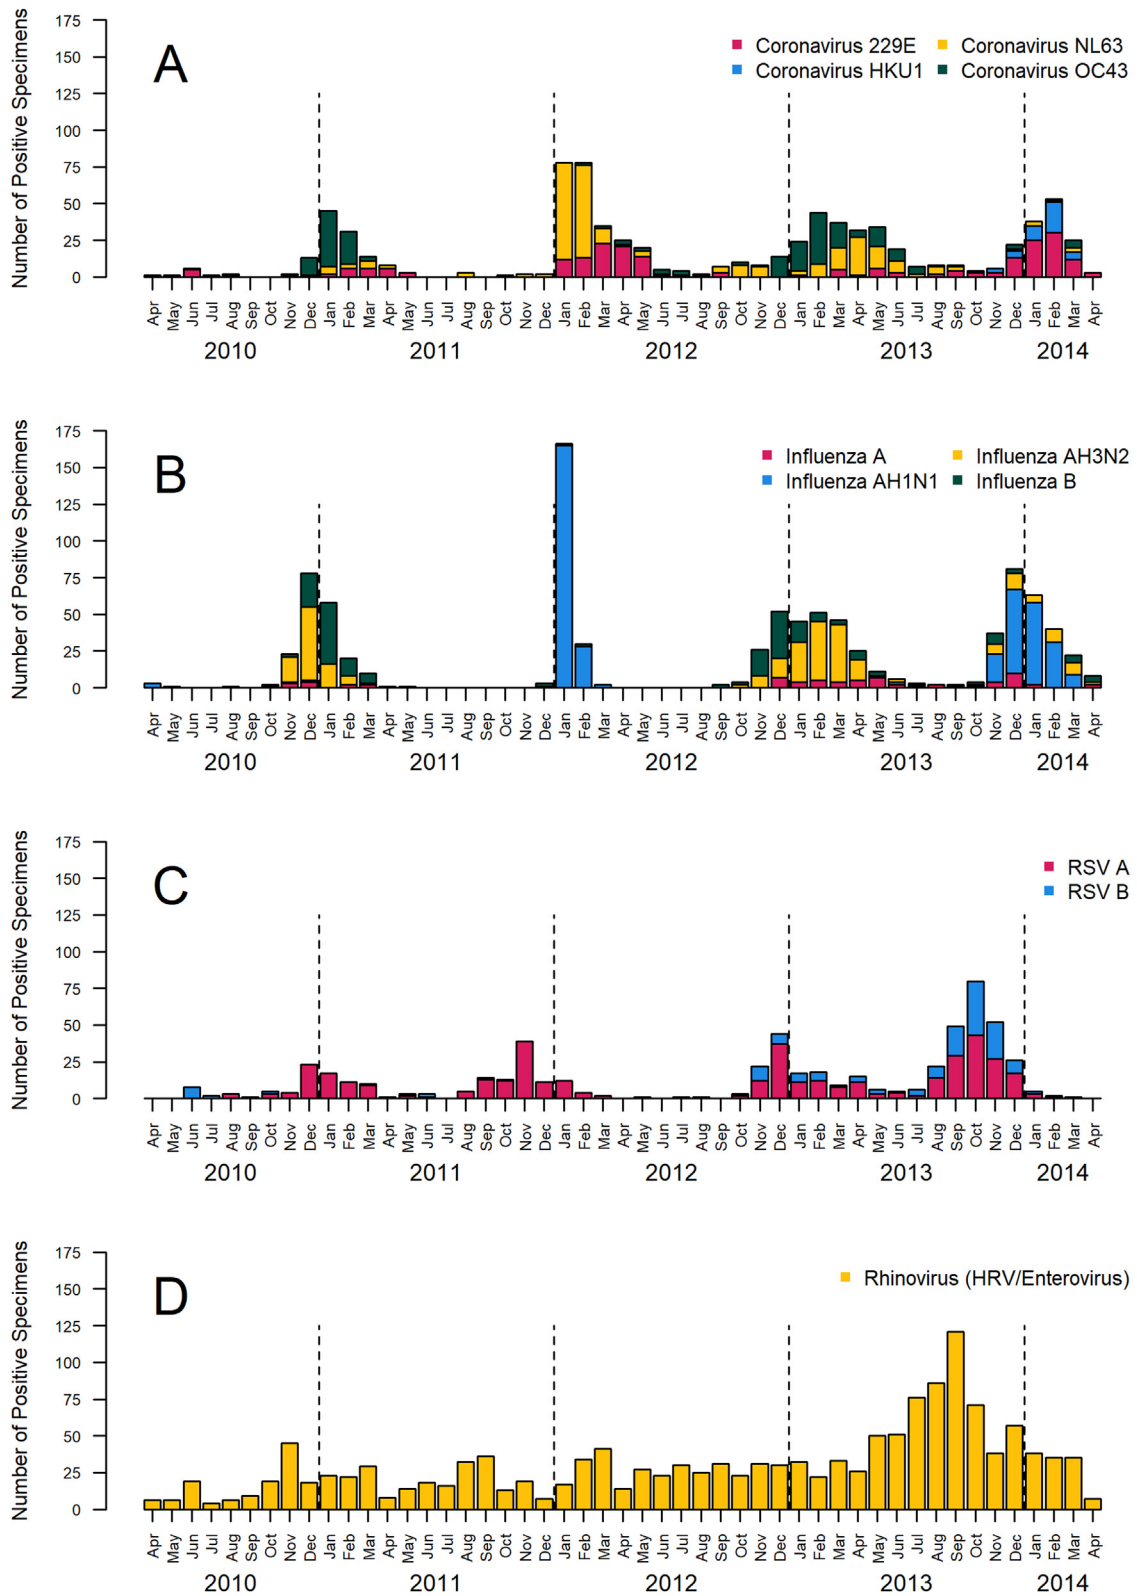 A
Number of Positive Specimens
175
150
125
100
75
50
25
0
Coronavirus 229E Coronavirus NL63
Coronavirus HKU1 Coronavirus OC43
Apr May Jun Jul Aug Sep Oct Nov Dec Jan Feb Mar Apr May Jun Jul Aug Sep Oct Nov Dec Jan Feb Mar Apr May Jun Jul Aug Sep Oct Nov Dec Jan Feb Mar Apr May Jun Jul Aug Sep Oct Nov Dec Jan Feb Mar Apr
2010 2011 2012 2013 2014
B
Number of Positive Specimens
175
150
125
100
75
50
25
0
Influenza A Influenza AH3N2
Influenza AH1N1 Influenza B
Apr May Jun Jul Aug Sep Oct Nov Dec Jan Feb Mar Apr May Jun Jul Aug Sep Oct Nov Dec Jan Feb Mar Apr May Jun Jul Aug Sep Oct Nov Dec Jan Feb Mar Apr May Jun Jul Aug Sep Oct Nov Dec Jan Feb Mar Apr
2010 2011 2012 2013 2014
C
Number of Positive Specimens
175
150
125
100
75
50
25
0
RSV A
RSV B
Apr May Jun Jul Aug Sep Oct Nov Dec Jan Feb Mar Apr May Jun Jul Aug Sep Oct Nov Dec Jan Feb Mar Apr May Jun Jul Aug Sep Oct Nov Dec Jan Feb Mar Apr May Jun Jul Aug Sep Oct Nov Dec Jan Feb Mar Apr
2010 2011 2012 2013 2014
D
Number of Positive Specimens
175
150
125
100
75
50
25
0
Rhinovirus (HRV/Enterovirus)
Apr May Jun Jul Aug Sep Oct Nov Dec Jan Feb Mar Apr May Jun Jul Aug Sep Oct Nov Dec Jan Feb Mar Apr May Jun Jul Aug Sep Oct Nov Dec Jan Feb Mar Apr May Jun Jul Aug Sep Oct Nov Dec Jan Feb Mar Apr
2010 2011 2012 2013 2014